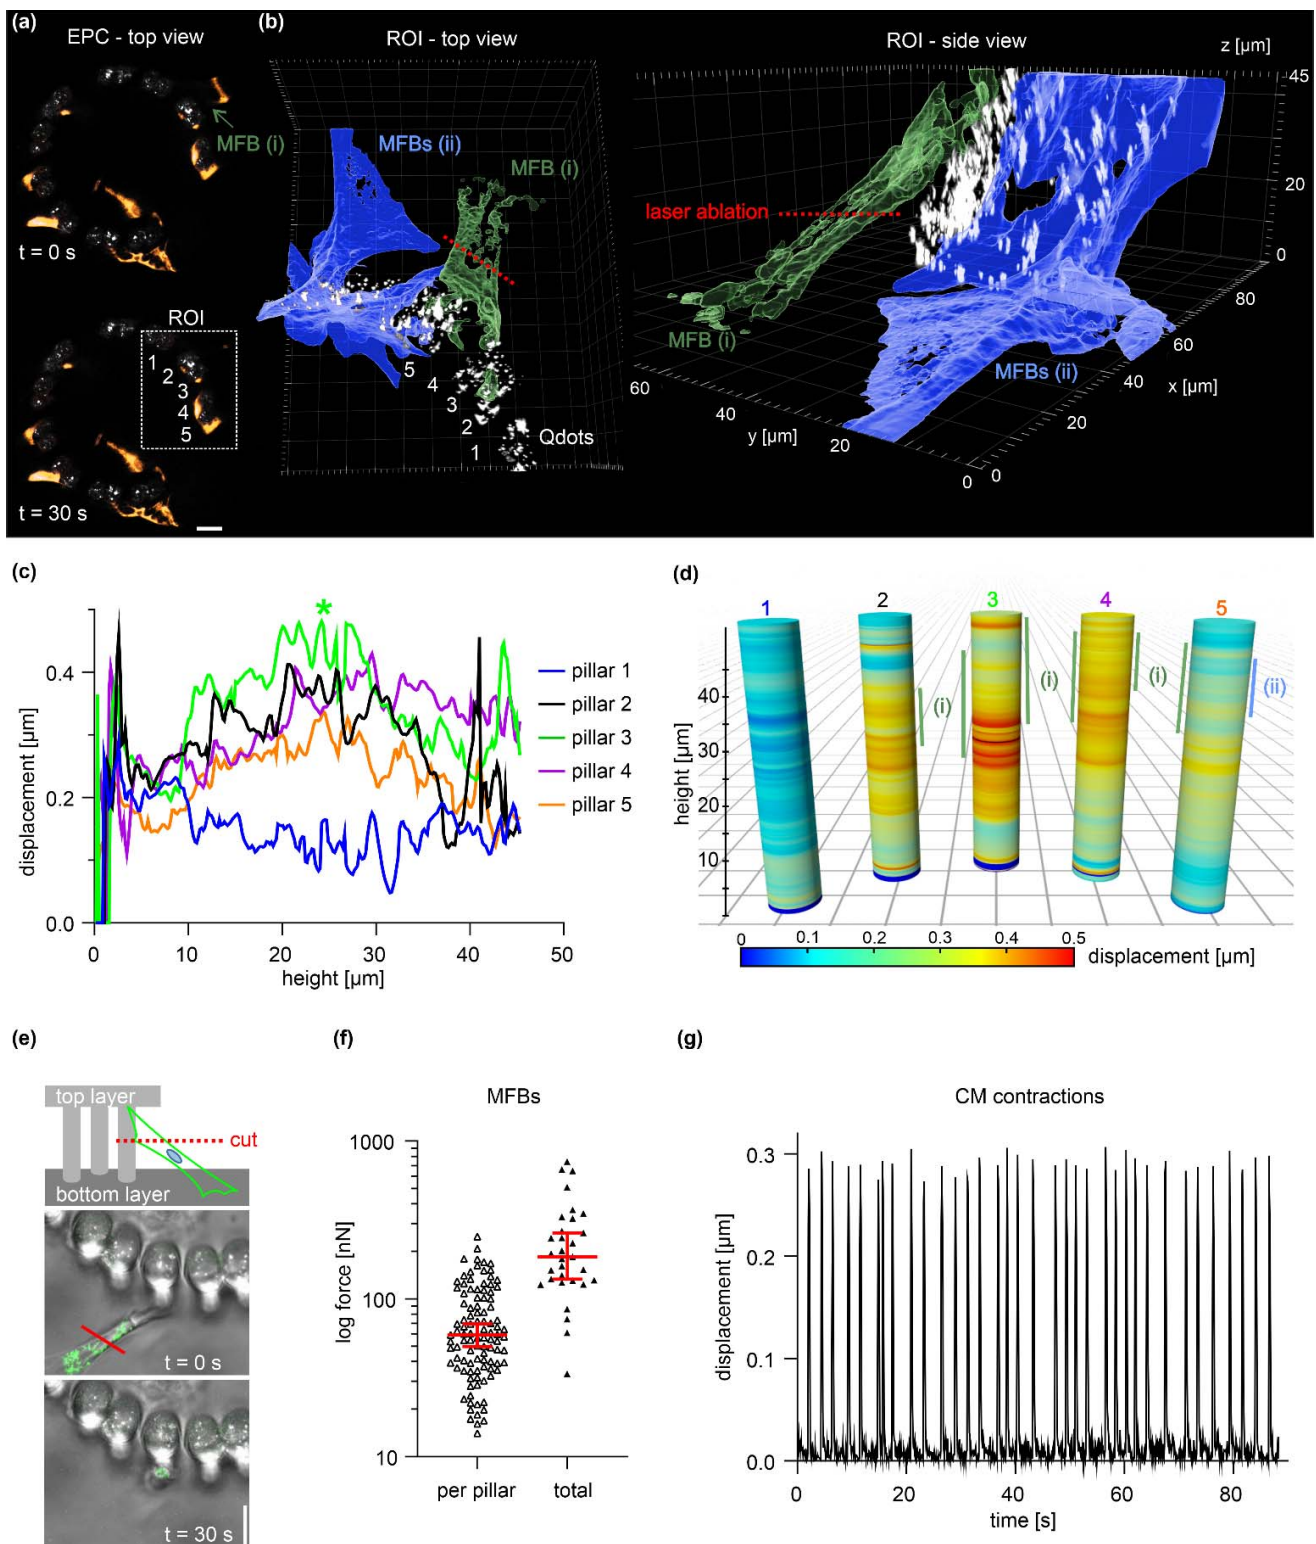 (a)
EPC - top view
MFB (i)
t = 0 s
ROI
1
2
3
4
5
t = 30 s
(b)
ROI - top view
MFBs (ii)
MFB (i)
5
4
3
2
1
Qdots
ROI - side view
z [µm]
45
20
0
laser ablation
MFB (i)
MFBs (ii)
80
60
40
20
0
x [µm]
60
40
20
0
y [µm]
(c)
displacement [µm]
0.4
0.2
0.0
*
0 10 20 30 40 50
height [µm]
pillar 1
pillar 2
pillar 3
pillar 4
pillar 5
(d)
1 2 3 4 5
(i) (i) (i) (ii)
height [µm]
40
30
20
10
0 0.1 0.2 0.3 0.4 0.5
displacement [µm]
(e)
top layer
cut
bottom layer
t = 0 s
t = 30 s
(f)
MFBs
log force [nN]
1000
100
10
per pillar total
(g)
CM contractions
displacement [µm]
0.3
0.2
0.1
0.0
0 20 40 60 80
time [s]